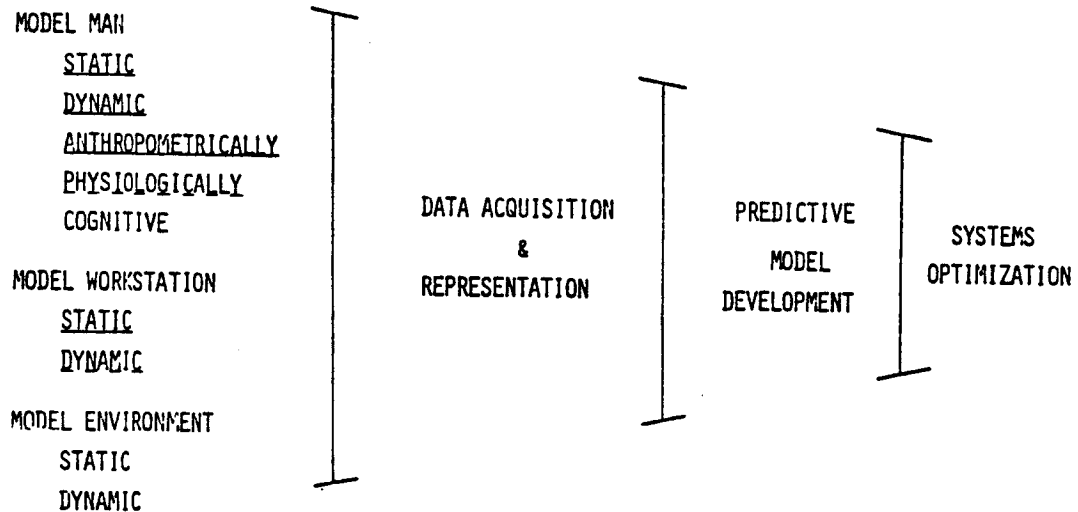 MODEL MAN
STATIC
DYNAMIC
ANTHROPOMETRICALLY
PHYSIOLOGICALLY
COGNITIVE
MODEL WORKSTATION
STATIC
DYNAMIC
MODEL ENVIRONMENT
STATIC
DYNAMIC
DATA ACQUISITION
&
REPRESENTATION
PREDICTIVE
MODEL
DEVELOPMENT
SYSTEMS
OPTIMIZATION